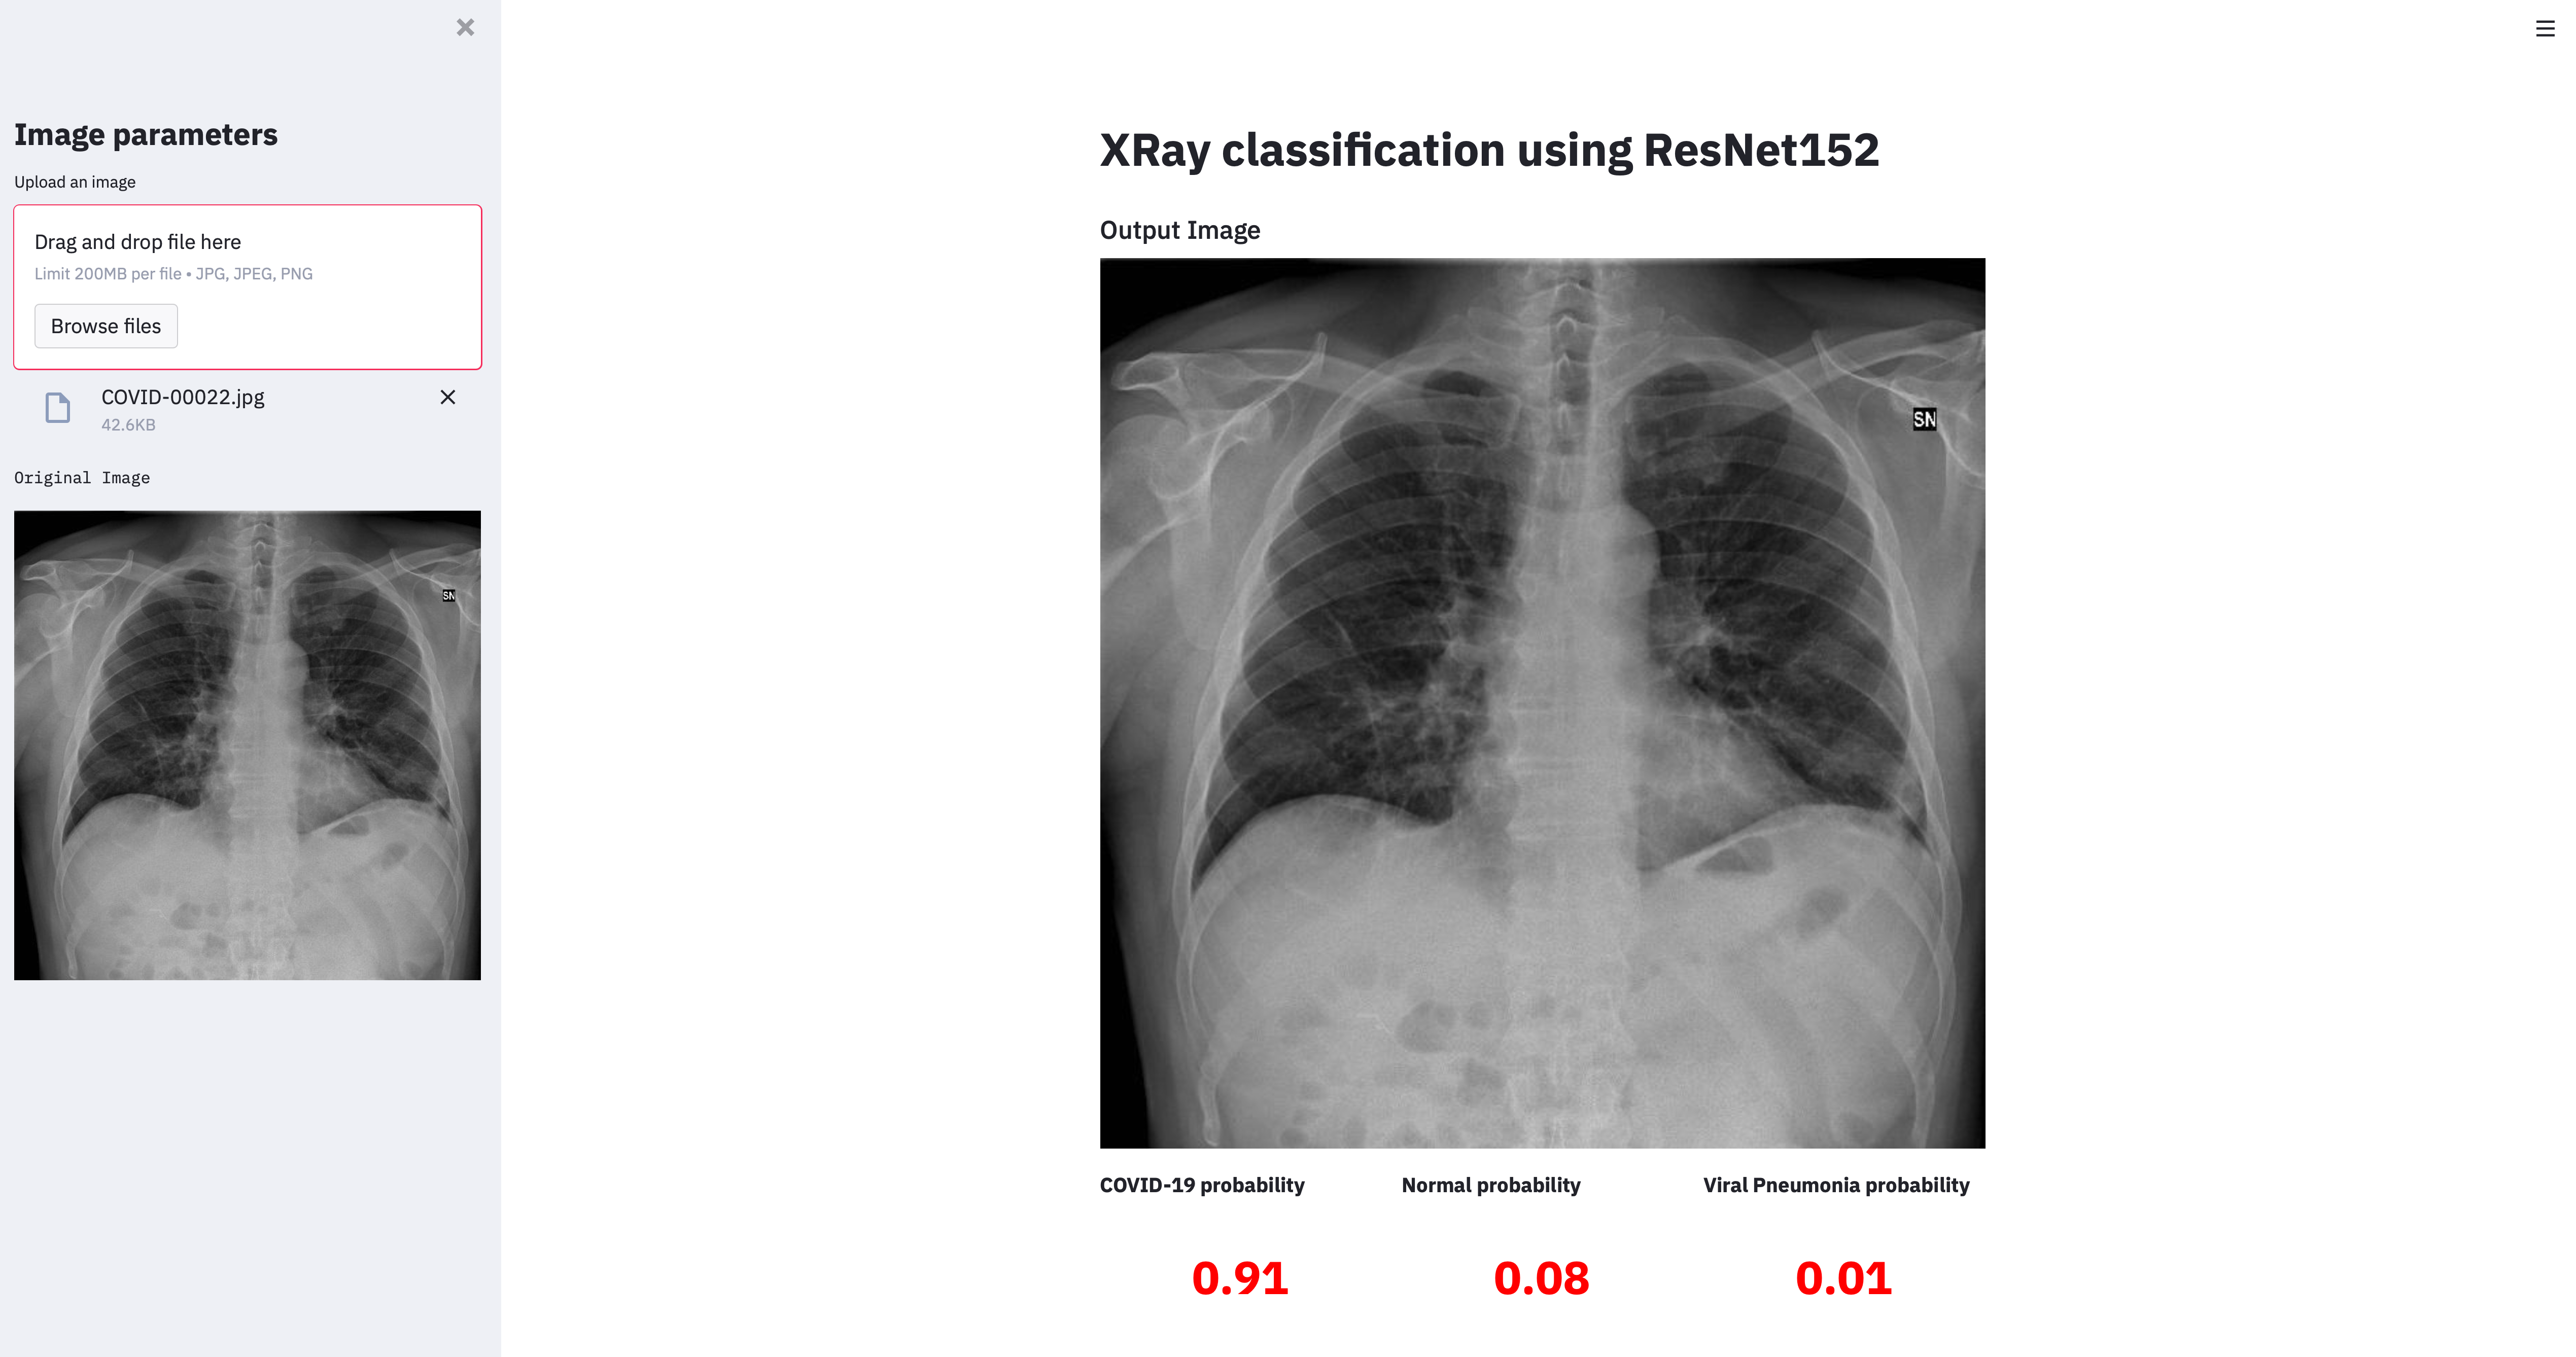 Image parameters
Upload an image
Drag and drop file here
Limit 200MB per file • JPG, JPEG, PNG
Browse files
COVID-00022.jpg
42.6KB
Original Image
SN
XRay classification using ResNet152
Output Image
SN
COVID-19 probability Normal probability Viral Pneumonia probability
0.91 0.08 0.01